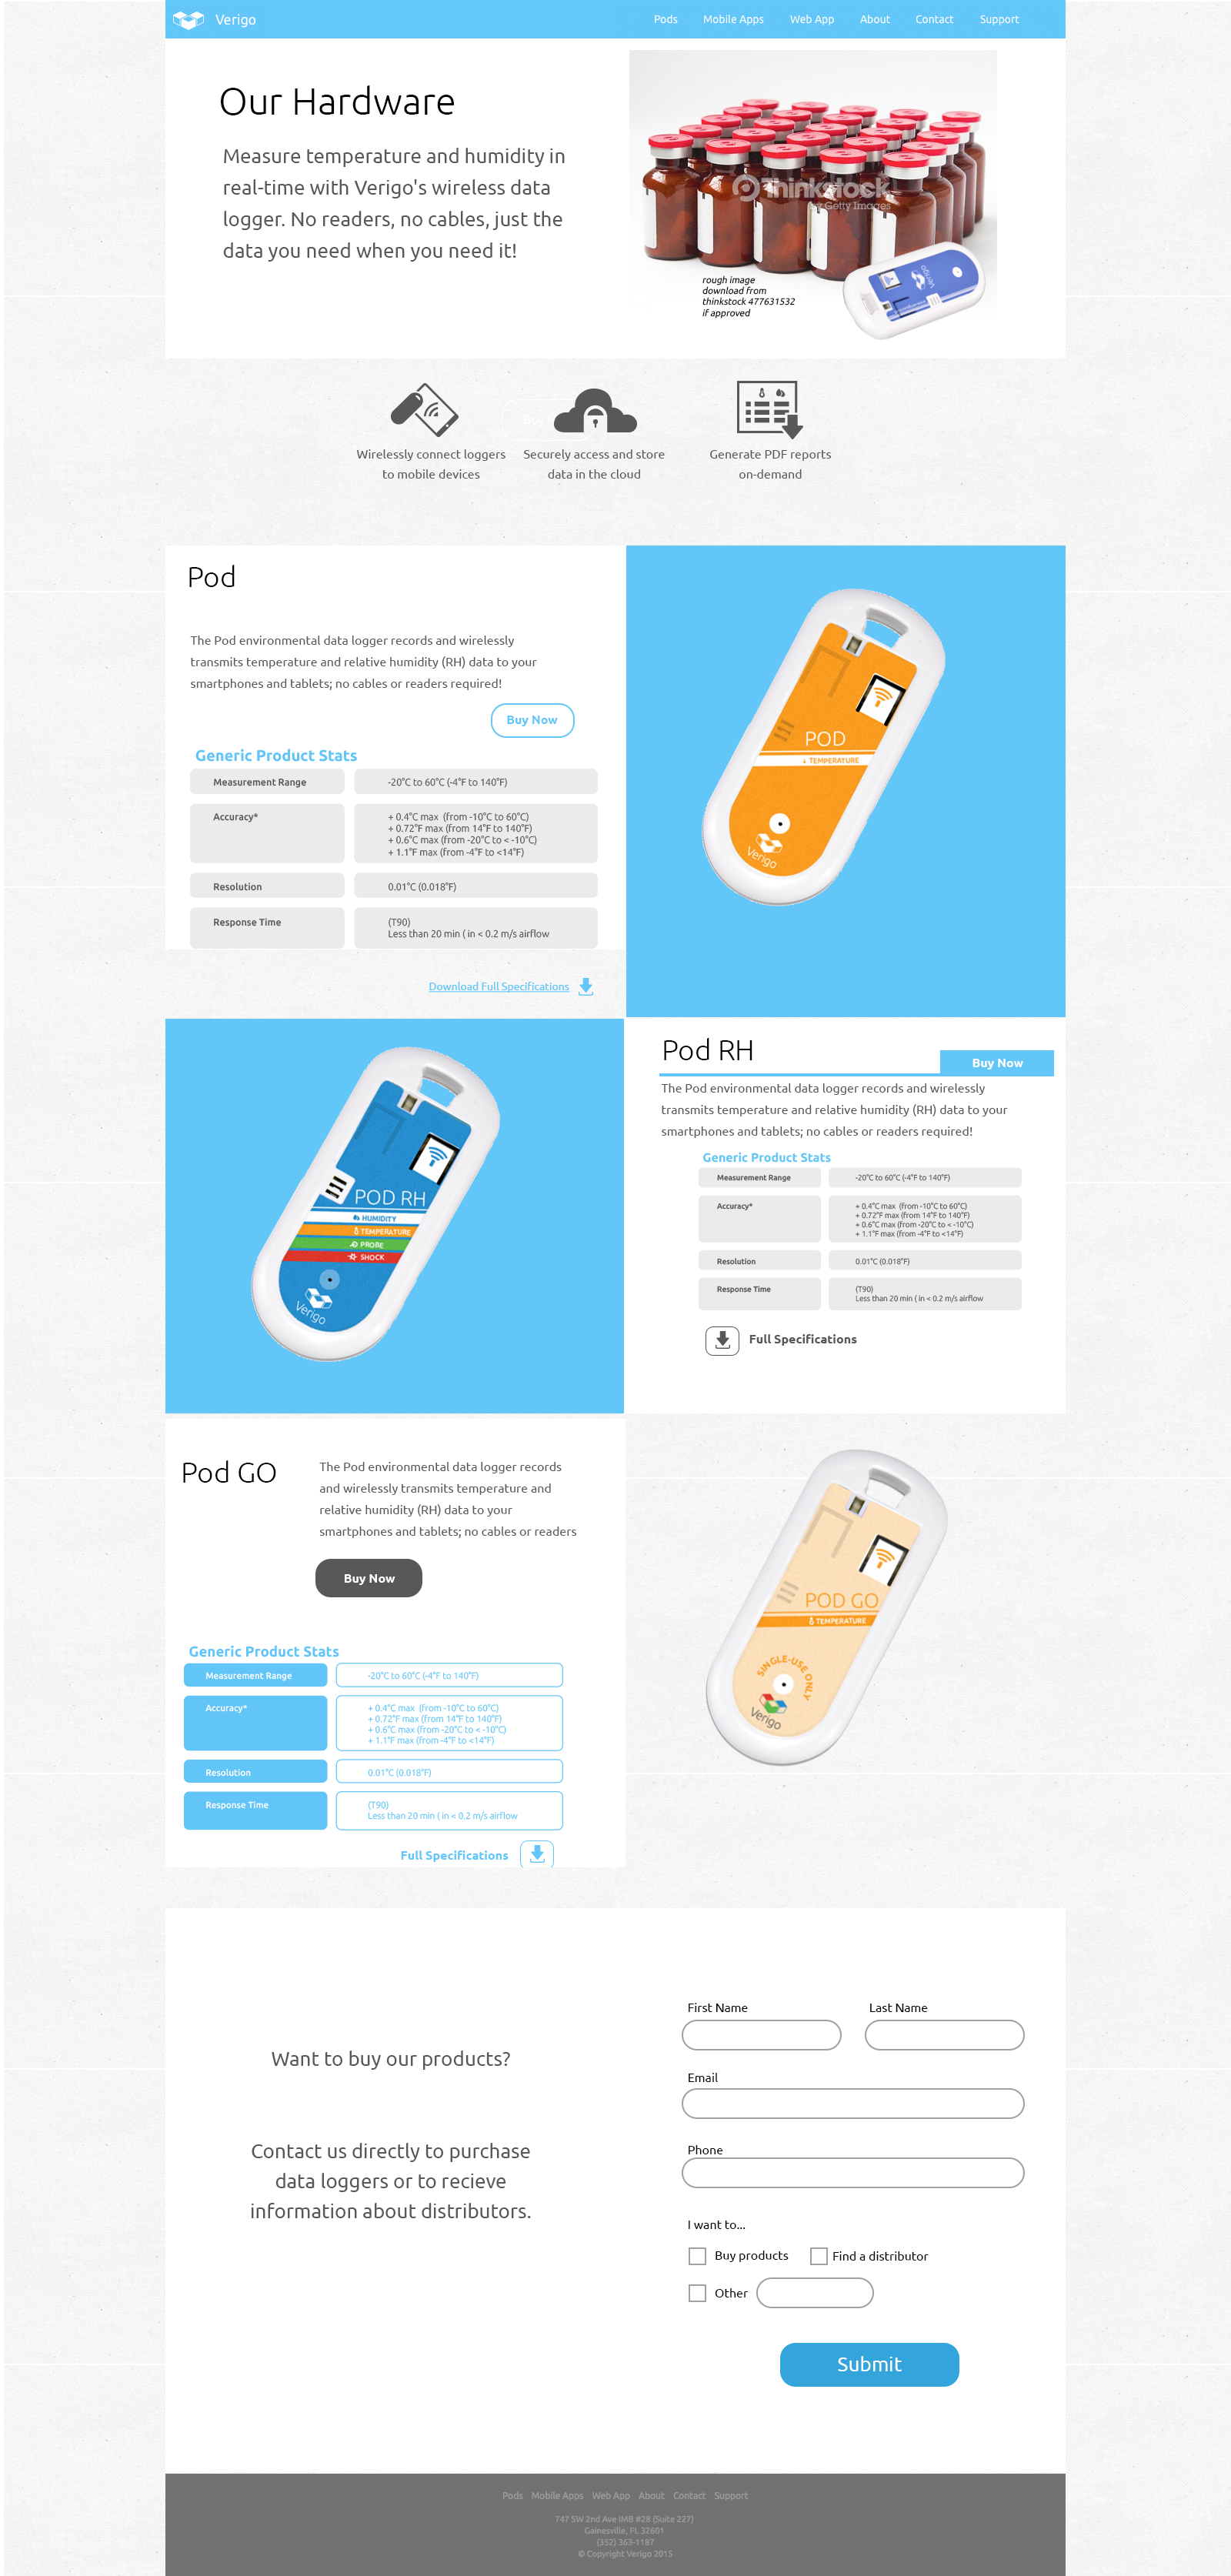 Verigo
Pods Mobile Apps Web App About Contact Support
Our Hardware
Measure temperature and humidity in
real-time with Verigo's wireless data
logger. No readers, no cables, just the
data you need when you need it!
Thinkstock
by Getty Images
Verigo
rough image
download from
thinkstock 477631532
if approved
Wirelessly connect loggers
to mobile devices
Securely access and store
data in the cloud
Generate PDF reports
on-demand
Pod
The Pod environmental data logger records and wirelessly
transmits temperature and relative humidity (RH) data to your
smartphones and tablets; no cables or readers required!
Buy Now
Generic Product Stats
Measurement Range -20°C to 60°C (-4°F to 140°F)
Accuracy* + 0.4°C max (from -10°C to 60°C)
+ 0.72°F max (from 14°F to 140°F)
+ 0.6°C max (from -20°C to < -10°C)
+ 1.1°F max (from -4°F to <14°F)
Resolution 0.01°C (0.018°F)
Response Time (T90)
Less than 20 min ( in < 0.2 m/s airflow
Download Full Specifications
POD
TEMPERATURE
Verigo
POD RH
HUMIDITY
TEMPERATURE
PROBE
SHOCK
Verigo
Pod RH
Buy Now
The Pod environmental data logger records and wirelessly
transmits temperature and relative humidity (RH) data to your
smartphones and tablets; no cables or readers required!
Generic Product Stats
Measurement Range -20°C to 60°C (-4°F to 140°F)
Accuracy* + 0.4°C max (from -10°C to 60°C)
+ 0.72°F max (from 14°F to 140°F)
+ 0.6°C max (from -20°C to < -10°C)
+ 1.1°F max (from -4°F to <14°F)
Resolution 0.01°C (0.018°F)
Response Time (T90)
Less than 20 min ( in < 0.2 m/s airflow
Full Specifications
Pod GO
The Pod environmental data logger records
and wirelessly transmits temperature and
relative humidity (RH) data to your
smartphones and tablets; no cables or readers
Buy Now
Generic Product Stats
Measurement Range -20°C to 60°C (-4°F to 140°F)
Accuracy* + 0.4°C max (from -10°C to 60°C)
+ 0.72°F max (from 14°F to 140°F)
+ 0.6°C max (from -20°C to < -10°C)
+ 1.1°F max (from -4°F to <14°F)
Resolution 0.01°C (0.018°F)
Response Time (T90)
Less than 20 min ( in < 0.2 m/s airflow
Full Specifications
POD GO
TEMPERATURE
SINGLE-USE ONLY
Verigo
Want to buy our products?
Contact us directly to purchase
data loggers or to recieve
information about distributors.
First Name Last Name
Email
Phone
I want to...
Buy products Find a distributor
Other
Submit
Pods Mobile Apps Web App About Contact Support
747 SW 2nd Ave IMB #28 (Suite 227)
Gainesville, FL 32601
(352) 363-1187
© Copyright Verigo 2015